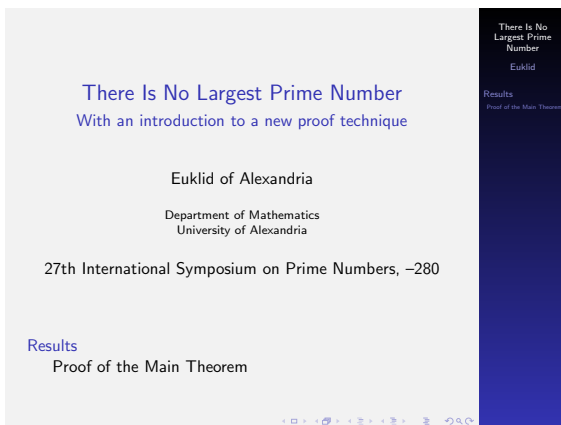 There Is No Largest Prime Number
With an introduction to a new proof technique
Euklid of Alexandria
Department of Mathematics
University of Alexandria
27th International Symposium on Prime Numbers, –280
Results
Proof of the Main Theorem
There Is No
Largest Prime
Number
Euklid
Results
Proof of the Main Theorem